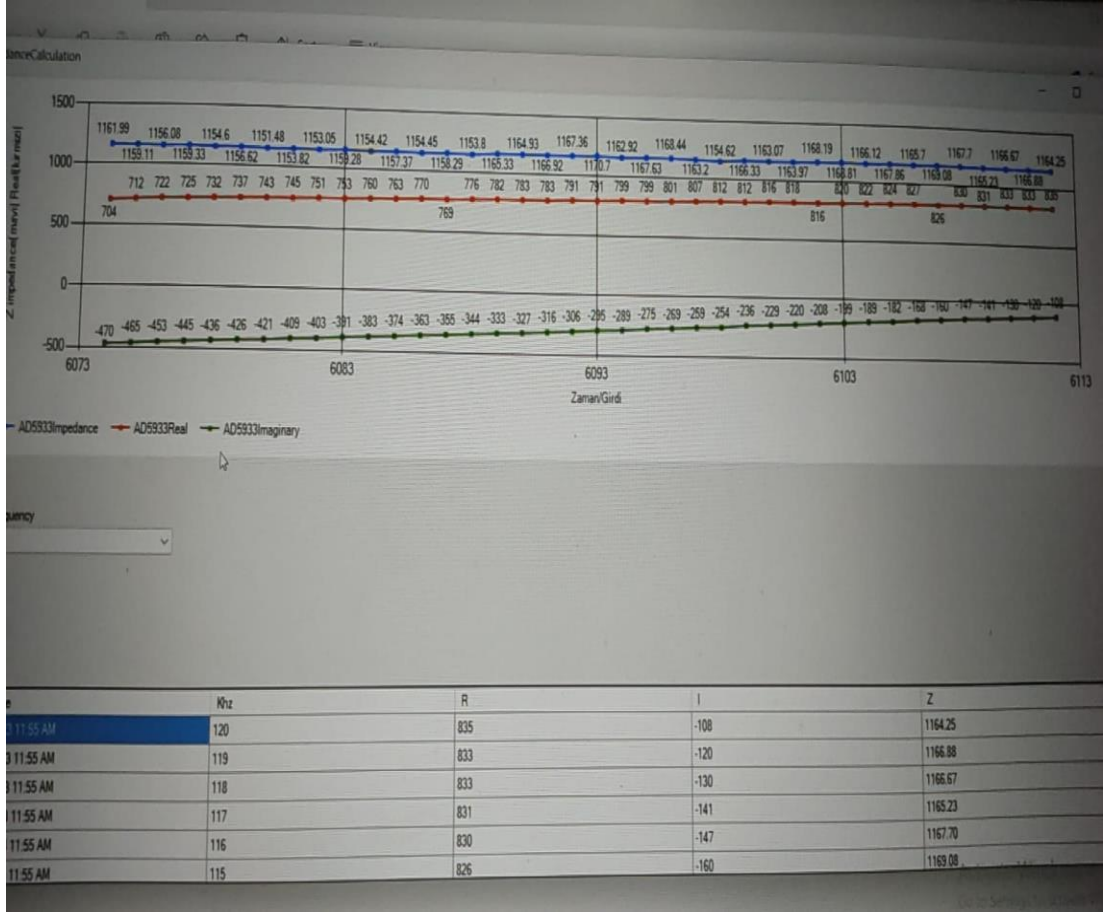 anceCalculation
1500
1161.99 1156.08 1154.6 1151.48 1153.05 1154.42 1154.45 1153.8 1164.93 1167.36 1162.92 1168.44 1154.62 1163.07 1168.19 1166.12 1165.7 1167.7 1166.67 1164.25
1000
1159.11 1159.33 1156.62 1153.82 1159.28 1157.37 1158.29 1165.33 1166.92 1170.7 1167.63 1163.2 1166.33 1163.97 1167.86 1169.08 1165.23 1166.88
712 722 725 732 737 743 745 751 753 760 763 770 776 782 783 783 791 791 799 799 801 807 812 812 816 818 820 822 824 827 830 831 833 833 835
704 769 816 826
500
0
-470 -465 -453 -445 -436 -426 -421 -409 -403 -391 -383 -374 -363 -355 -344 -333 -327 -316 -306 -295 -289 -275 -269 -259 -254 -236 -229 -220 -208 -199 -189 -182 -168 -160 -147 -141 -130 -120 -108
-500
6073 6083 6093 6103 6113
Zaman/Girdi
AD5933Impedance AD5933Real AD5933Imaginary
quency
Khz R I Z
3 11:55 AM 120 835 -108 1164.25
3 11:55 AM 119 833 -120 1166.88
3 11:55 AM 118 833 -130 1166.67
11:55 AM 117 831 -141 1165.23
11:55 AM 116 830 -147 1167.70
11:55 AM 115 826 -160 1169.08